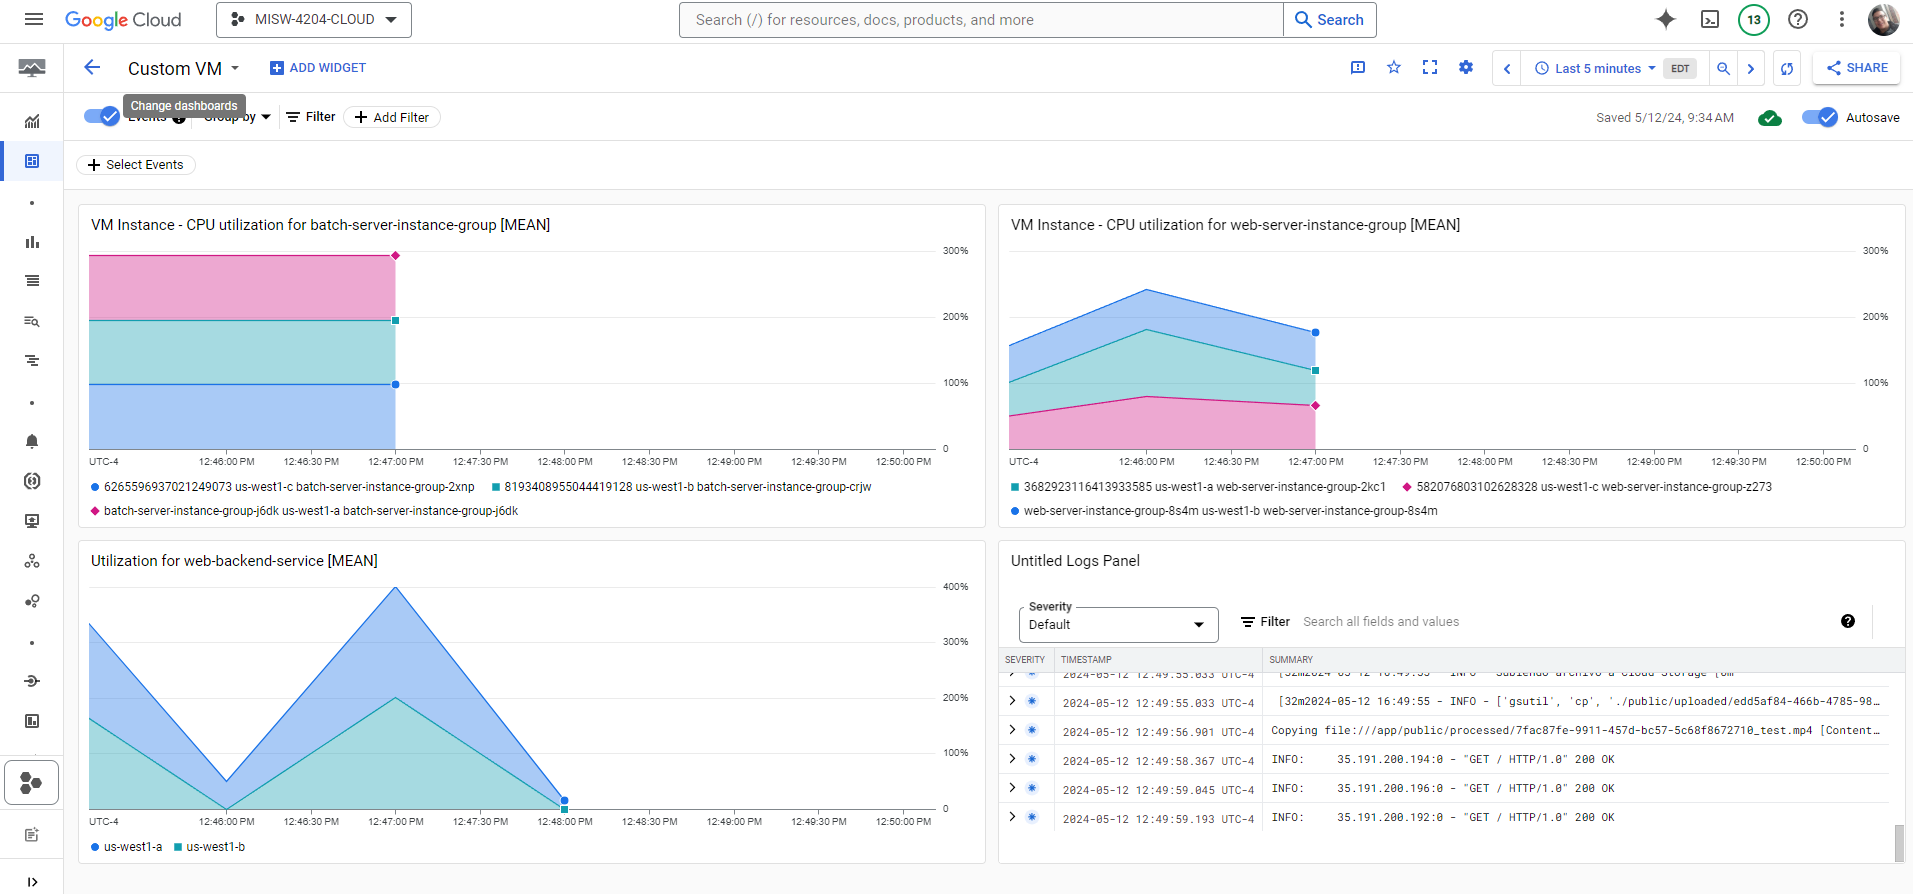 Google Cloud
MISW-4204-CLOUD
Search (/) for resources, docs, products, and more
Search
13
Custom VM
ADD WIDGET
Last 5 minutes
EDT
SHARE
Change dashboards
Events
Group by
Filter
Add Filter
Saved 5/12/24, 9:34 AM
Autosave
Select Events
VM Instance - CPU utilization for batch-server-instance-group [MEAN]
300%
200%
100%
0
UTC-4
12:46:00 PM
12:46:30 PM
12:47:00 PM
12:47:30 PM
12:48:00 PM
12:48:30 PM
12:49:00 PM
12:49:30 PM
12:50:00 PM
6265596937021249073 us-west1-c batch-server-instance-group-2xnp
8193408955044419128 us-west1-b batch-server-instance-group-crjw
batch-server-instance-group-j6dk us-west1-a batch-server-instance-group-j6dk
VM Instance - CPU utilization for web-server-instance-group [MEAN]
300%
200%
100%
0
UTC-4
12:46:00 PM
12:46:30 PM
12:47:00 PM
12:47:30 PM
12:48:00 PM
12:48:30 PM
12:49:00 PM
12:49:30 PM
12:50:00 PM
3682923116413933585 us-west1-a web-server-instance-group-2kc1
582076803102628328 us-west1-c web-server-instance-group-z273
web-server-instance-group-8s4m us-west1-b web-server-instance-group-8s4m
Utilization for web-backend-service [MEAN]
400%
300%
200%
100%
0
UTC-4
12:46:00 PM
12:46:30 PM
12:47:00 PM
12:47:30 PM
12:48:00 PM
12:48:30 PM
12:49:00 PM
12:49:30 PM
12:50:00 PM
us-west1-a
us-west1-b
Untitled Logs Panel
Severity
Default
Filter
Search all fields and values
SEVERITY
TIMESTAMP
SUMMARY
2024-05-12 12:49:55.033 UTC-4
[32m2024-05-12 16:49:55 - INFO - Subiendo archivo a Cloud Storage [0m
2024-05-12 12:49:55.033 UTC-4
[32m2024-05-12 16:49:55 - INFO - ['gsutil', 'cp', './public/uploaded/edd5af84-466b-4785-98…
2024-05-12 12:49:56.901 UTC-4
Copying file:///app/public/processed/7fac87fe-9911-457d-bc57-5c68f8672710_test.mp4 [Content…
2024-05-12 12:49:58.367 UTC-4
INFO: 35.191.200.194:0 - "GET / HTTP/1.0" 200 OK
2024-05-12 12:49:59.045 UTC-4
INFO: 35.191.200.196:0 - "GET / HTTP/1.0" 200 OK
2024-05-12 12:49:59.193 UTC-4
INFO: 35.191.200.192:0 - "GET / HTTP/1.0" 200 OK